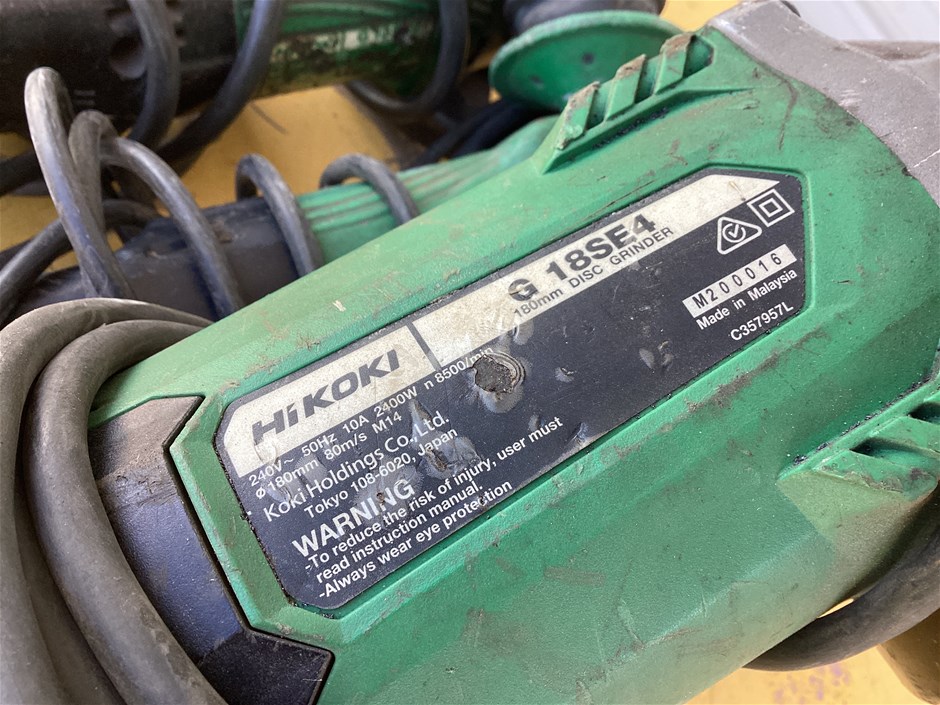 HiKOKI
G 18SE4
180mm DISC GRINDER
M200016
Made in Malaysia
C357957L
240V~ 50Hz 10A 2400W n 8500/min
ø180mm 80m/s M14
Koki Holdings Co.,Ltd.
Tokyo 108-6020, Japan
WARNING
-To reduce the risk of injury, user must
read instruction manual.
-Always wear eye protection